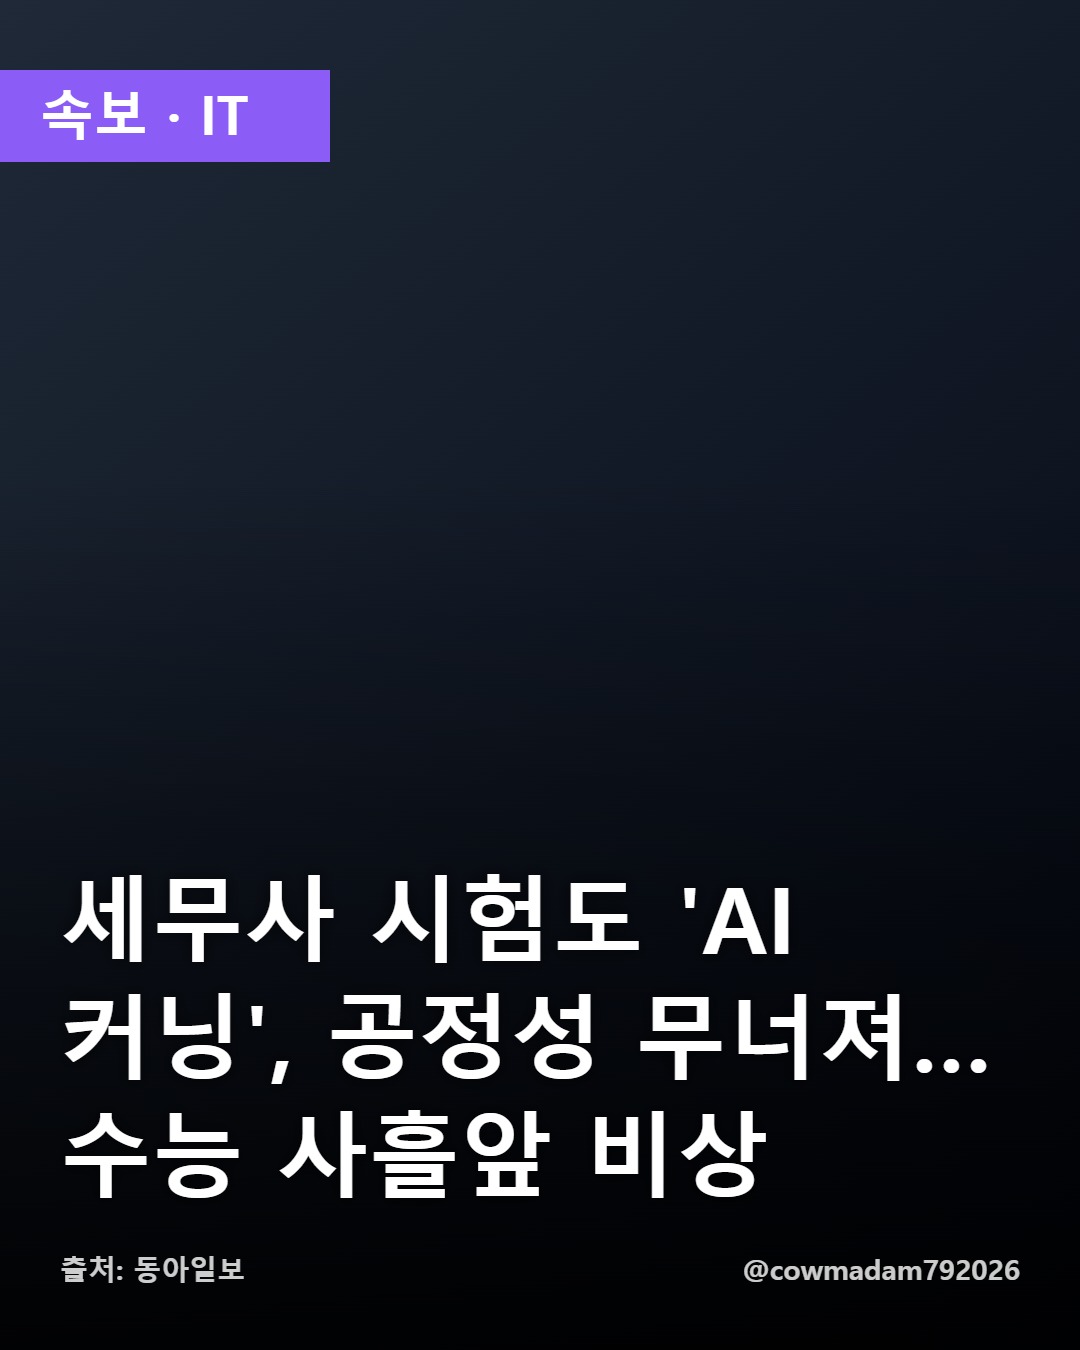 속보 · IT
세무사 시험도 'AI
커닝', 공정성 무너져…
수능 사흘앞 비상
출처: 동아일보
@cowmadam792026